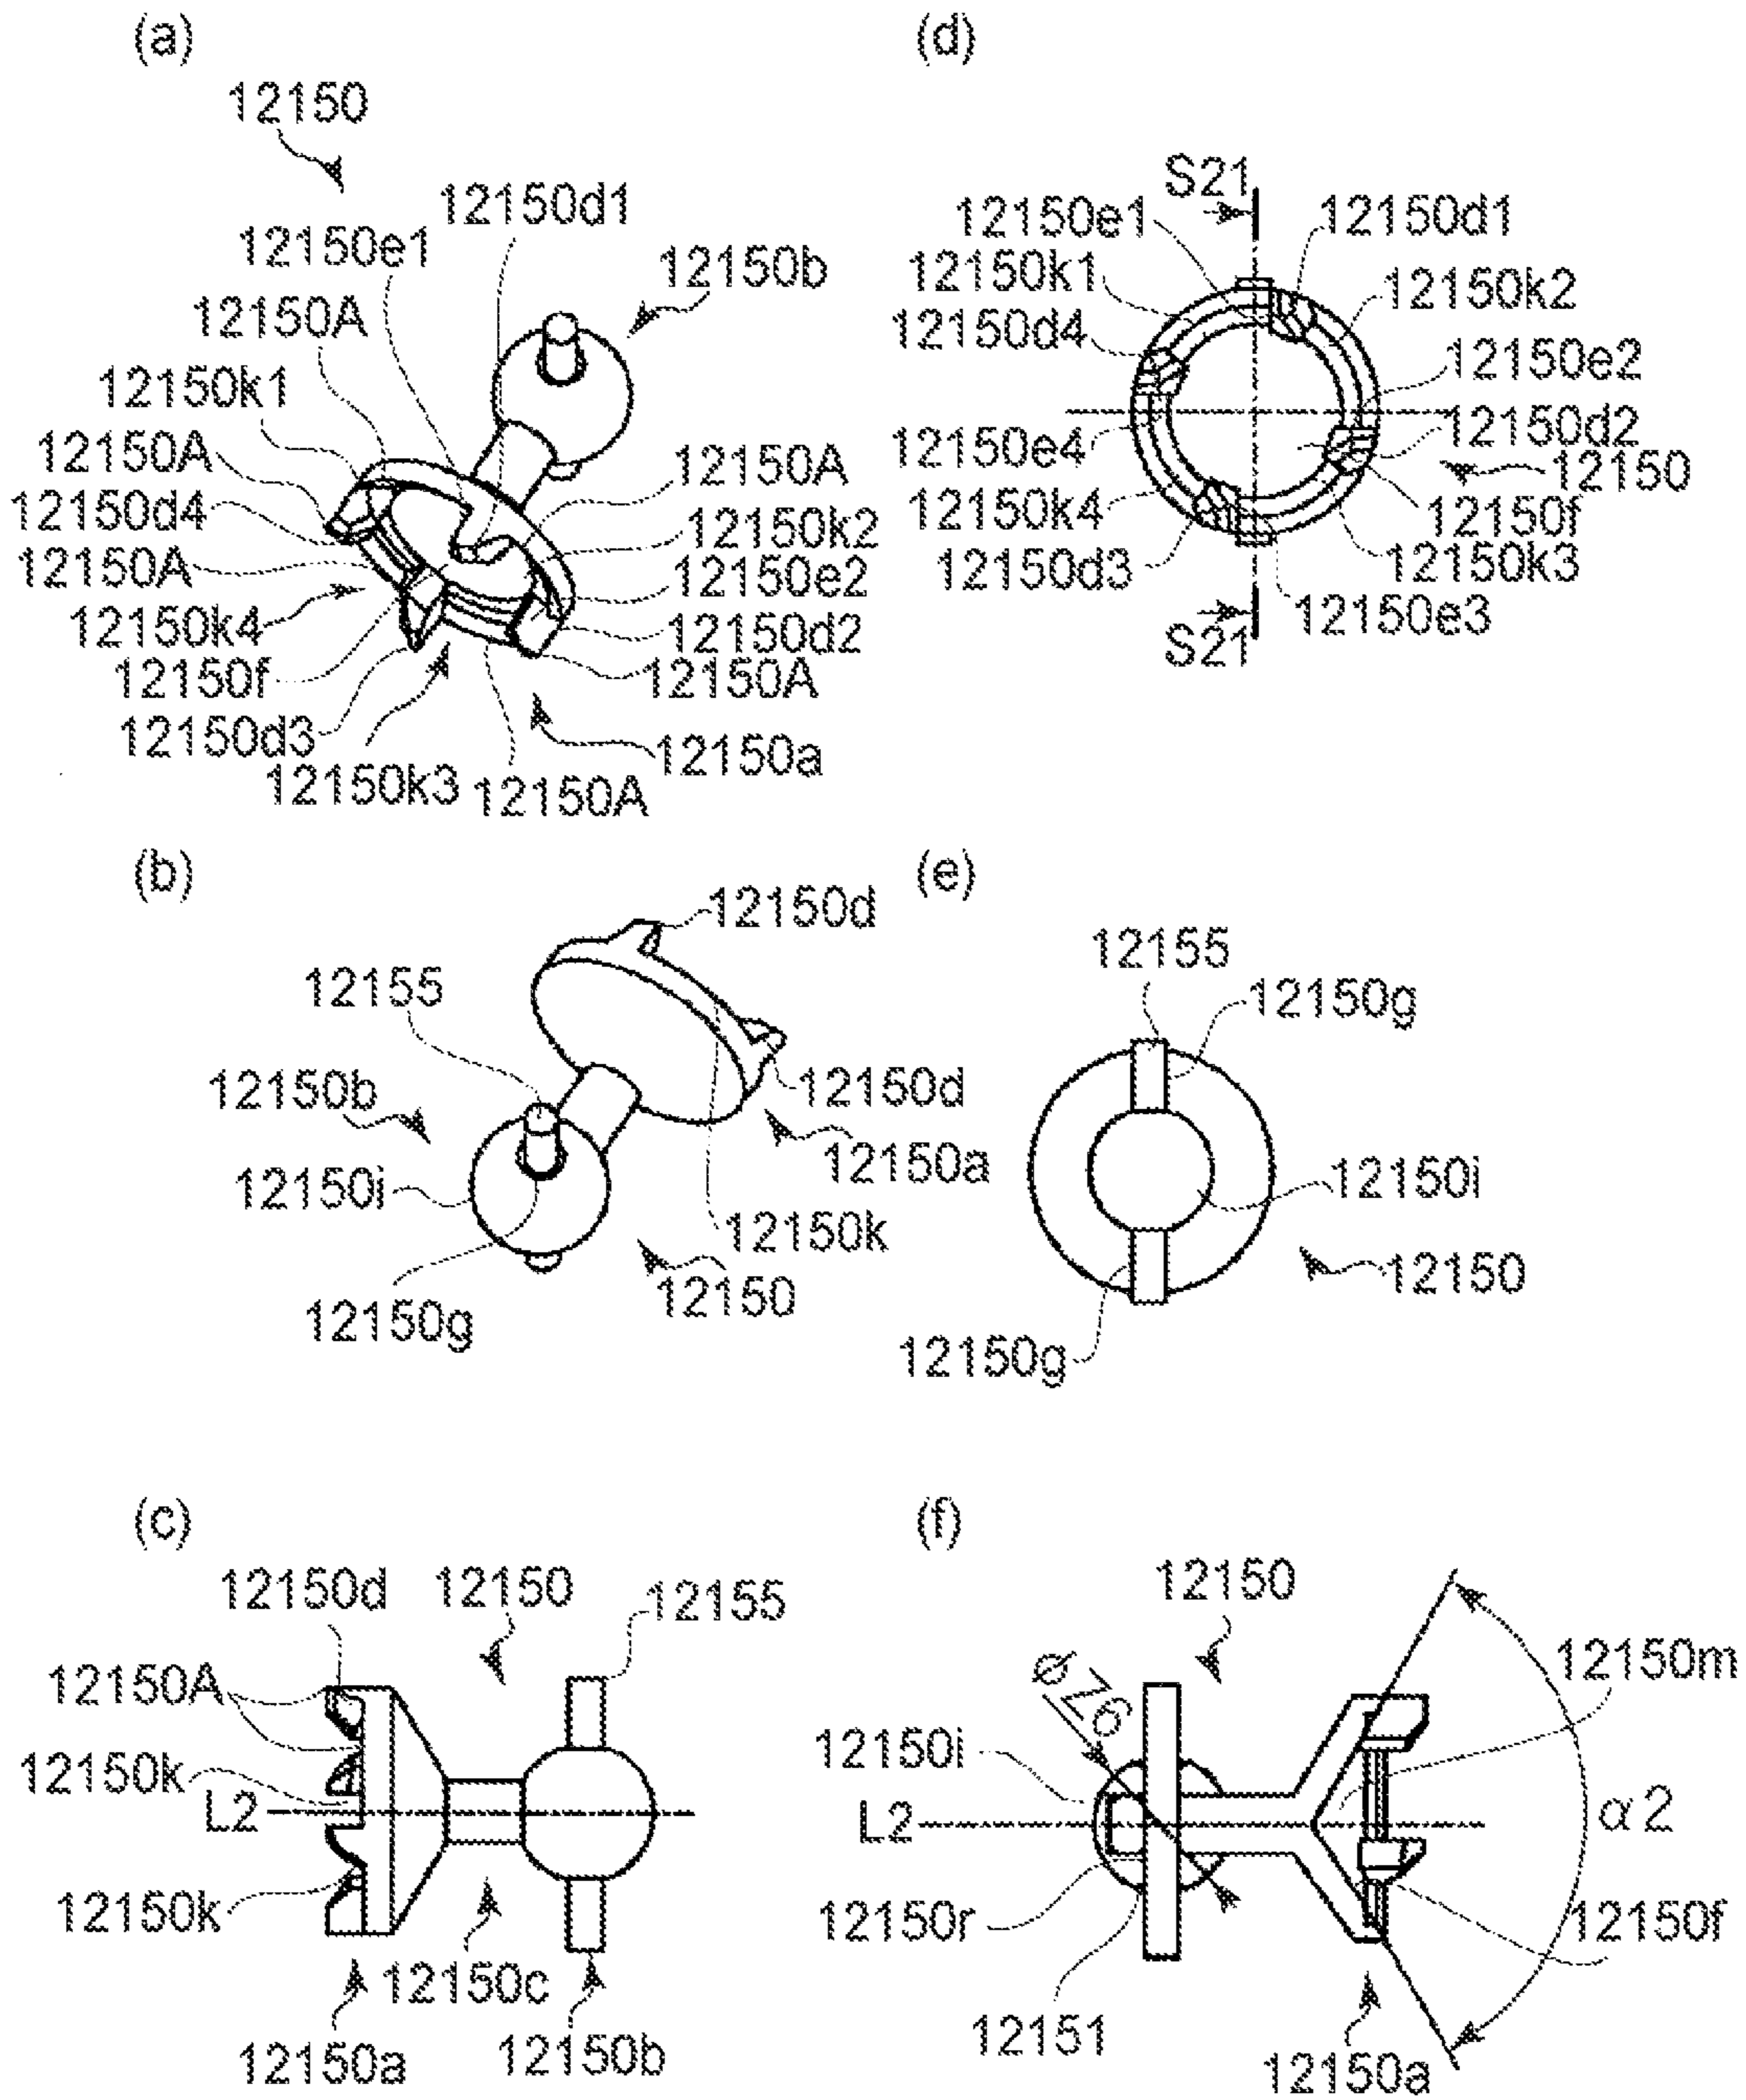 (a)
12150
12150d1
12150e1
12150b
12150A
12150k1
12150A
12150A
12150d4
12150k2
12150A
12150e2
12150k4
12150d2
12150f
12150A
12150d3
12150a
12150k3
12150A
(d)
S21
12150e1
12150d1
12150k1
12150k2
12150d4
12150e2
12150e4
12150d2
12150
12150k4
12150f
12150d3
12150k3
S21
12150e3
(b)
12150d
12155
12150b
12150d
12150a
12150i
12150k
12150
12150g
(e)
12155
12150g
12150i
12150
12150g
(c)
12150d
12150
12155
12150A
12150k
L2
12150k
12150c
12150a
12150b
(f)
12150
12150m
øZ6
12150i
L2
α2
12150r
12150f
12151
12150a